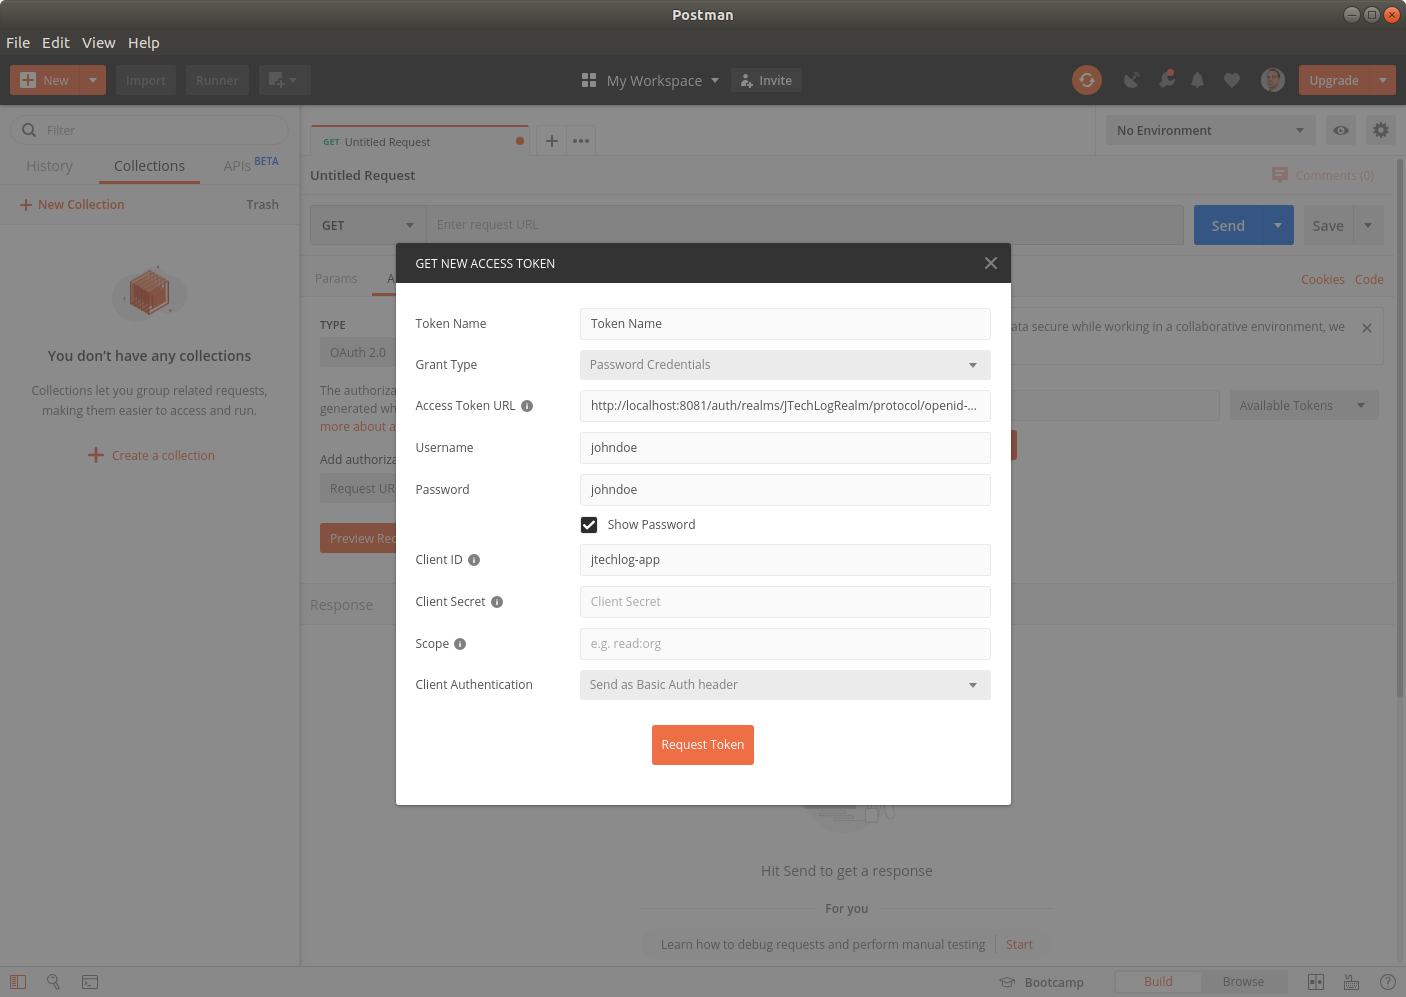 Postman
File Edit View Help
New Import Runner My Workspace Invite Upgrade
Filter
History Collections APIs BETA
New Collection Trash
You don't have any collections
Collections let you group related requests,
making them easier to access and run.
Create a collection
GET Untitled Request
No Environment
Untitled Request
Comments (0)
GET Enter request URL Send Save
Params
Cookies Code
TYPE
OAuth 2.0
ata secure while working in a collaborative environment, we
The authoriza
generated wh
more about a
Available Tokens
Add authoriza
Request UR
Preview Req
Response
GET NEW ACCESS TOKEN
Token Name Token Name
Grant Type Password Credentials
Access Token URL http://localhost:8081/auth/realms/JTechLogRealm/protocol/openid-...
Username johndoe
Password johndoe
Show Password
Client ID jtechlog-app
Client Secret Client Secret
Scope e.g. read:org
Client Authentication Send as Basic Auth header
Request Token
Hit Send to get a response
For you
Learn how to debug requests and perform manual testing Start
Bootcamp Build Browse